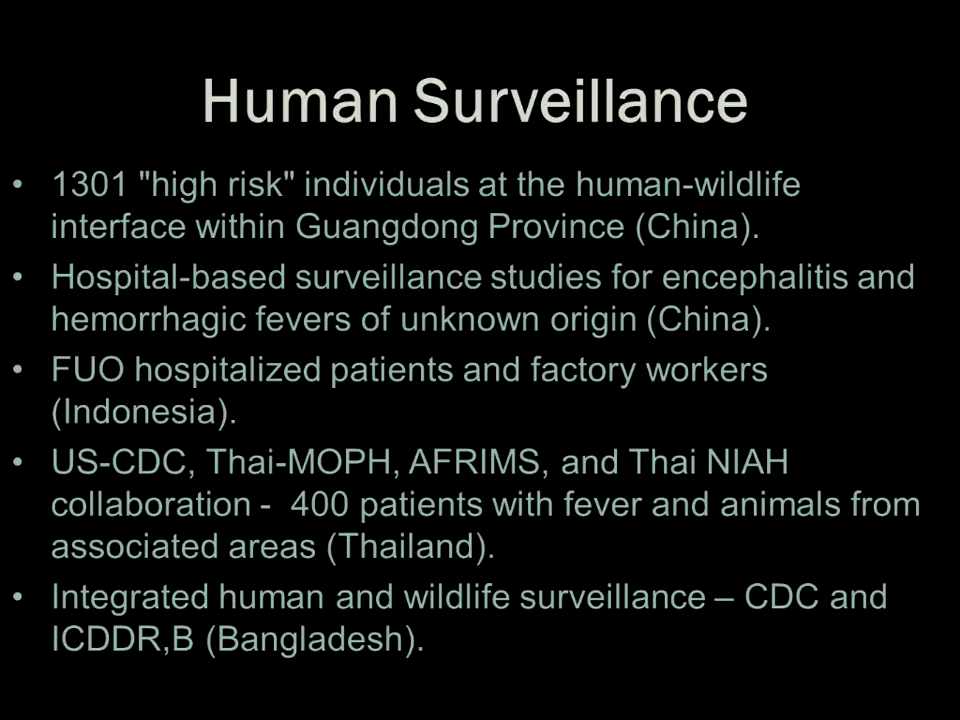 Human Surveillance
• 1301 "high risk" individuals at the human-wildlife
interface within Guangdong Province (China).
• Hospital-based surveillance studies for encephalitis and
hemorrhagic fevers of unknown origin (China).
• FUO hospitalized patients and factory workers
(Indonesia).
• US-CDC, Thai-MOPH, AFRIMS, and Thai NIAH
collaboration - 400 patients with fever and animals from
associated areas (Thailand).
• Integrated human and wildlife surveillance – CDC and
ICDDR,B (Bangladesh).